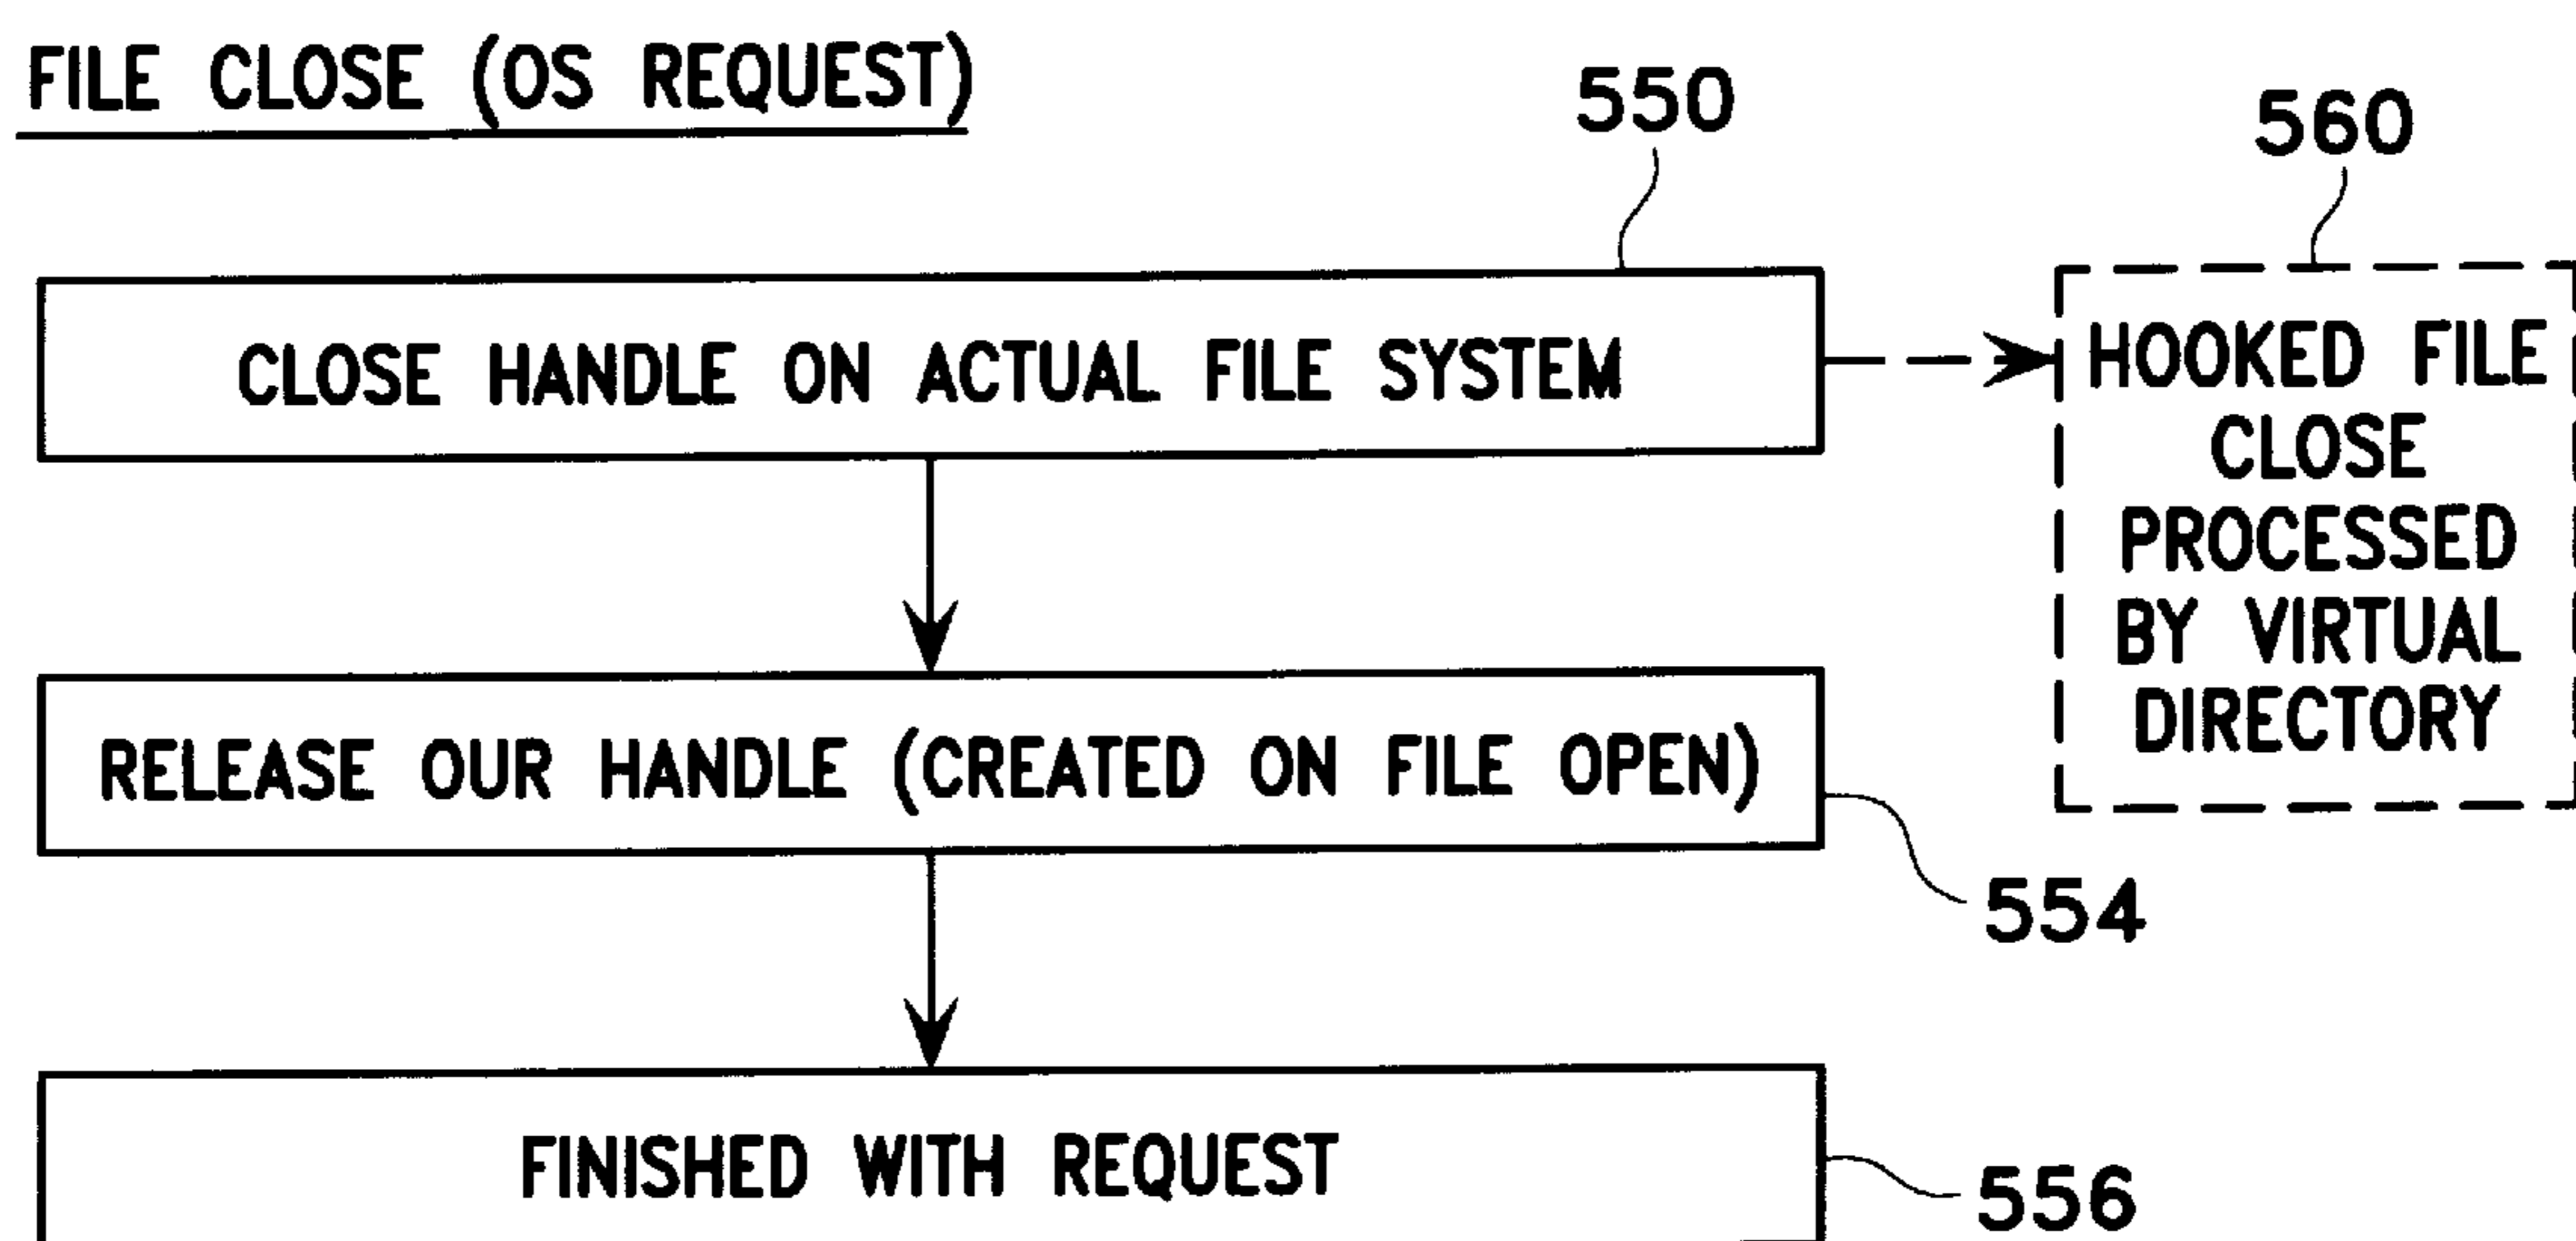 FILE CLOSE (OS REQUEST)
550
560
CLOSE HANDLE ON ACTUAL FILE SYSTEM
HOOKED FILE
CLOSE
PROCESSED
BY VIRTUAL
DIRECTORY
RELEASE OUR HANDLE (CREATED ON FILE OPEN)
554
FINISHED WITH REQUEST
556